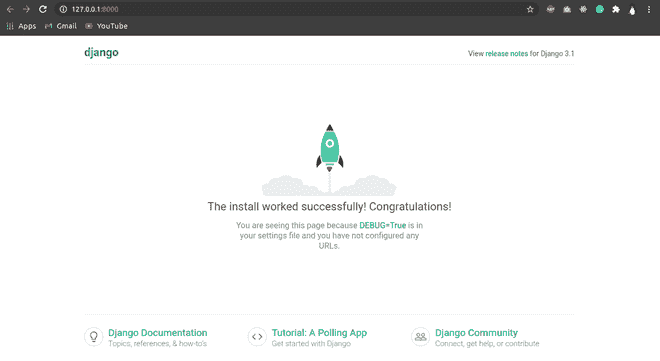 127.0.0.1:8000
Apps Gmail YouTube
django
View release notes for Django 3.1
The install worked successfully! Congratulations!
You are seeing this page because DEBUG=True is in
your settings file and you have not configured any
URLs.
Django Documentation
Topics, references, & how-to's
Tutorial: A Polling App
Get started with Django
Django Community
Connect, get help, or contribute